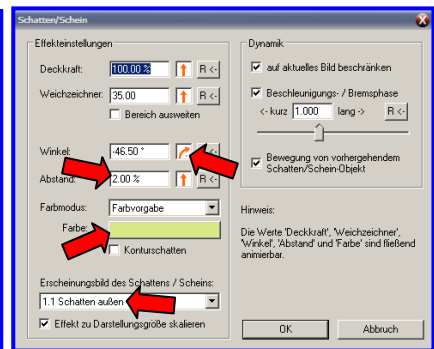 Schatten/Schein
Effekteinstellungen
Deckkraft: 100.00 % R <-
Weichzeichner: 35.00 R <-
Bereich ausweiten
Winkel: -46.50 ° R <-
Abstand: 2.00 % R <-
Farbmodus: Farbvorgabe
Farbe:
Konturschatten
Erscheinungsbild des Schattens / Scheins:
1.1 Schatten außen
Effekt zu Darstellungsgröße skalieren
Dynamik
auf aktuelles Bild beschränken
Beschleunigungs- / Bremsphase
<- kurz 1.000 lang -> R <-
Bewegung von vorhergehendem
Schatten/Schein-Objekt
Hinweis:
Die Werte 'Deckkraft', 'Weichzeichner',
'Winkel', 'Abstand' und 'Farbe' sind fließend
animierbar.
OK Abbruch